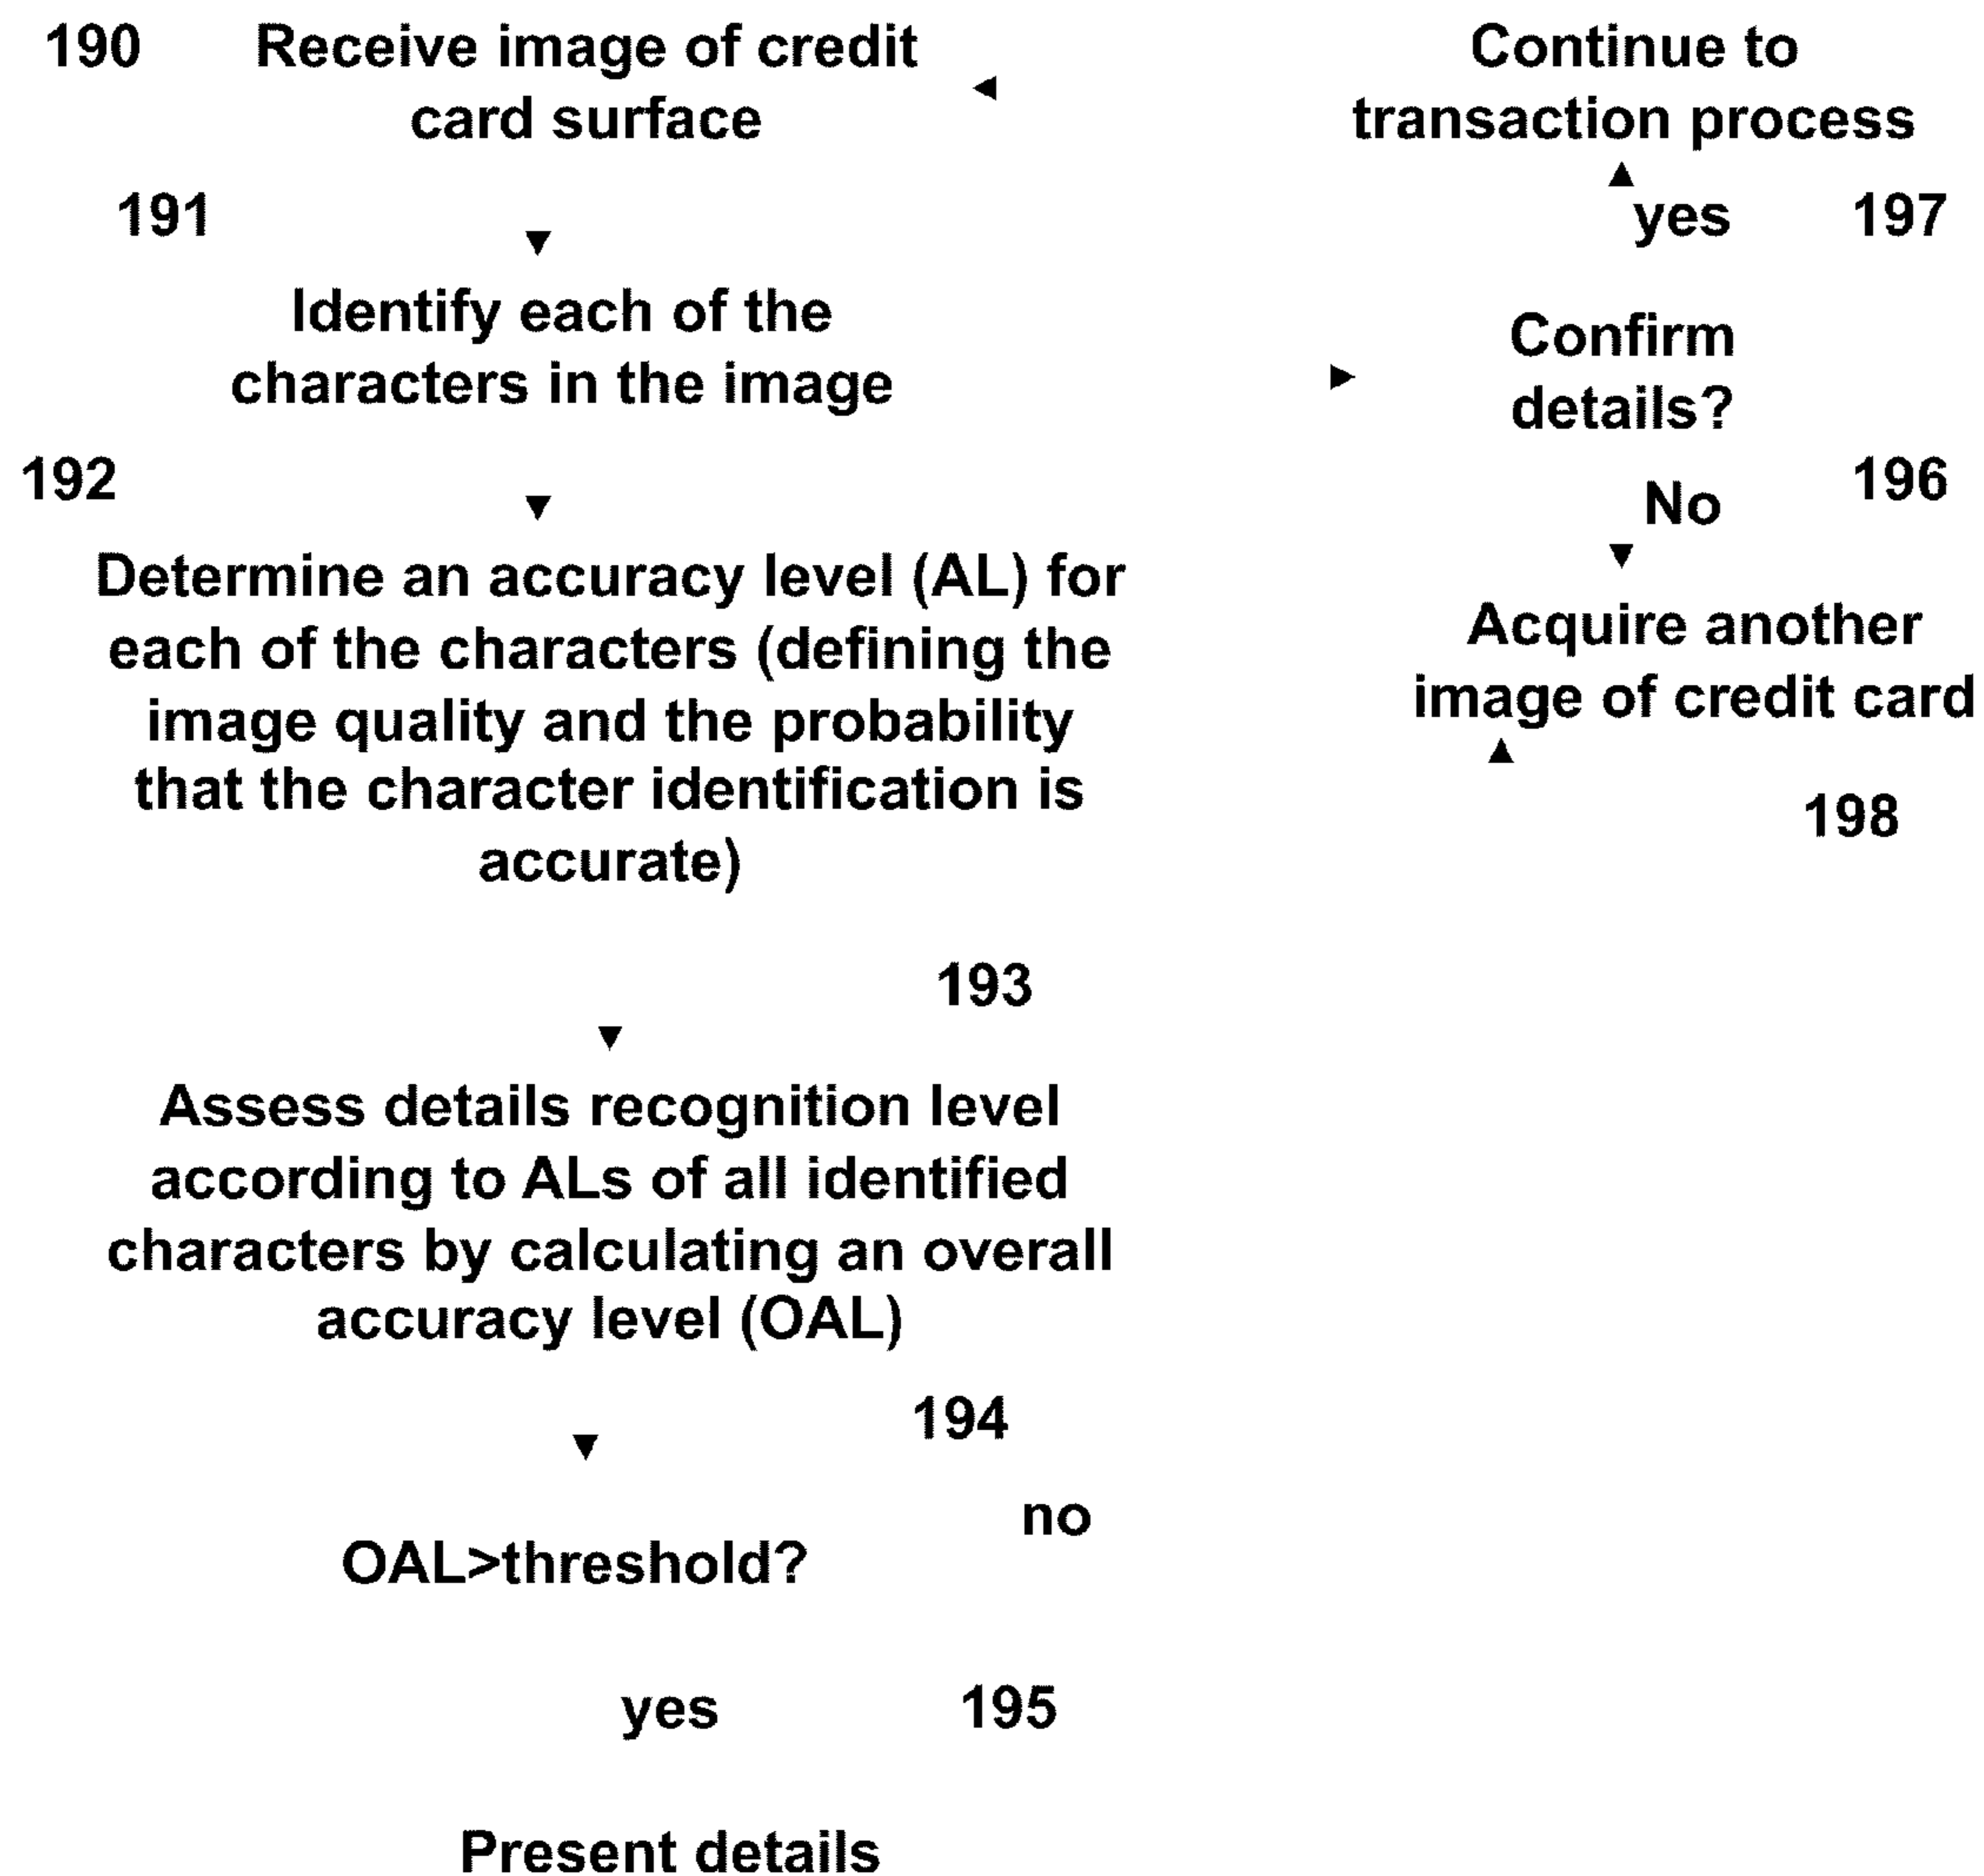 190
Receive image of credit
card surface
191
Identify each of the
characters in the image
192
Determine an accuracy level (AL) for
each of the characters (defining the
image quality and the probability
that the character identification is
accurate)
193
Assess details recognition level
according to ALs of all identified
characters by calculating an overall
accuracy level (OAL)
194
no
OAL>threshold?
yes
195
Present details
Continue to
transaction process
yes
197
Confirm
details?
196
No
Acquire another
image of credit card
198